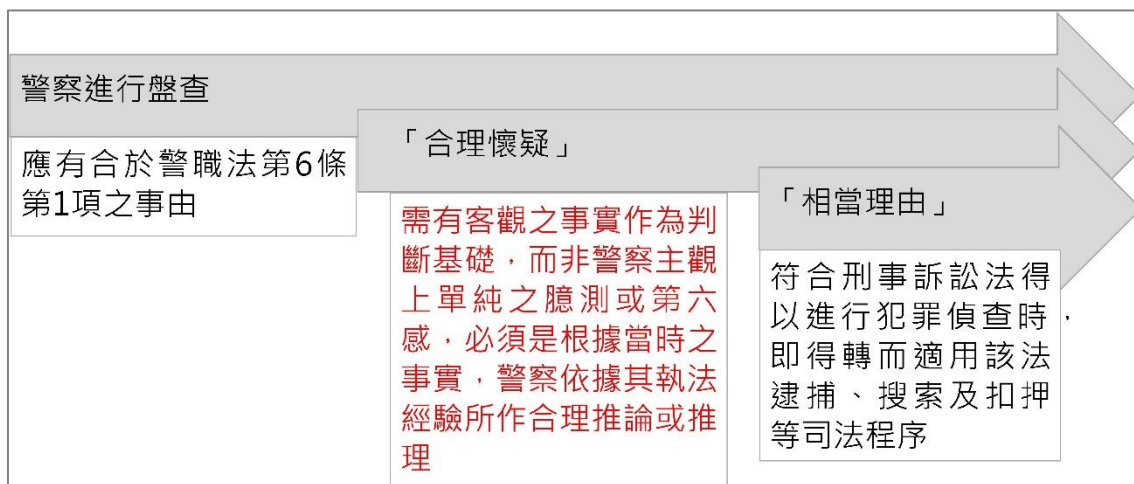 警察進行盤查
應有合於警職法第6條
第1項之事由
「合理懷疑」
需有客觀之事實作為判
斷基礎，而非警察主觀
上單純之臆測或第六
感，必須是根據當時之
事實，警察依據其執法
經驗所作合理推論或推
理
「相當理由」
符合刑事訴訟法得
以進行犯罪偵查時，
即得轉而適用該法
逮捕、搜索及扣押
等司法程序